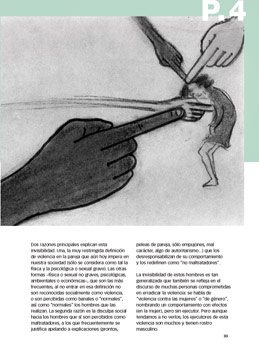 P.4
Dos razones principales explican esta
invisibilidad: Una, la muy restringida definición
de violencia en la pareja que aún hoy impera en
nuestra sociedad: sólo se considera como tal la
física y la psicológica o sexual grave. Las otras
formas –física o sexual no graves, psicológicas,
ambientales o económicas–, que son las más
frecuentes, al no entrar en esa definición no
son reconocidas socialmente como violencia,
o son percibidas como banales o "normales",
así como "normales" los hombres que las
realizan. La segunda razón es la disculpa social
hacia los hombres que sí son percibidos como
maltratadores, a los que frecuentemente se
justifica apelando a explicaciones (prontos,
peleas de pareja, sólo empujones, mal
carácter, algo de autoritarismo...) que los
desresponsabilizan de su comportamiento
y los redefinen como "no maltratadores".
La invisibilidad de estos hombres es tan
generalizada que también se refleja en el
discurso de muchas personas comprometidas
en erradicar la violencia: se habla de
"violencia contra las mujeres" o "de género",
nombrando un comportamiento con efectos
(en la mujer), pero sin ejecutor. Pero aunque
tendamos a no verlos, los ejecutores de esta
violencia son muchos y tienen rostro
masculino.